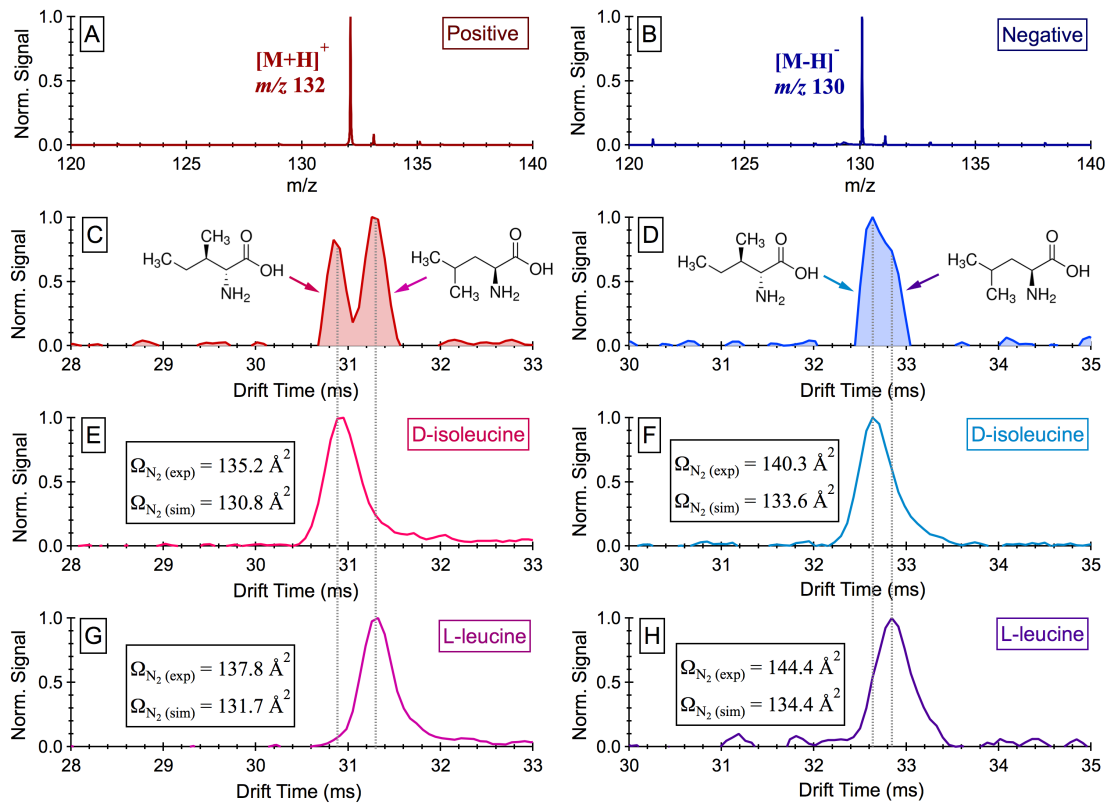 A
Positive
[M+H]+
m/z 132
Norm. Signal
1.0
0.5
0.0
120 125 130 135 140
m/z
B
Negative
[M-H]-
m/z 130
Norm. Signal
1.0
0.5
0.0
120 125 130 135 140
m/z
C
CH3 O
H3C OH
NH2
O
H3C OH
CH3 NH2
Norm. Signal
1.0
0.5
0.0
28 29 30 31 32 33
Drift Time (ms)
D
CH3 O
H3C OH
NH2
O
H3C OH
CH3 NH2
Norm. Signal
1.0
0.5
0.0
30 31 32 33 34 35
Drift Time (ms)
E
D-isoleucine
ΩN2 (exp) = 135.2 Å2
ΩN2 (sim) = 130.8 Å2
Norm. Signal
1.0
0.5
0.0
28 29 30 31 32 33
Drift Time (ms)
F
D-isoleucine
ΩN2 (exp) = 140.3 Å2
ΩN2 (sim) = 133.6 Å2
Norm. Signal
1.0
0.5
0.0
30 31 32 33 34 35
Drift Time (ms)
G
L-leucine
ΩN2 (exp) = 137.8 Å2
ΩN2 (sim) = 131.7 Å2
Norm. Signal
1.0
0.5
0.0
28 29 30 31 32 33
Drift Time (ms)
H
L-leucine
ΩN2 (exp) = 144.4 Å2
ΩN2 (sim) = 134.4 Å2
Norm. Signal
1.0
0.5
0.0
30 31 32 33 34 35
Drift Time (ms)